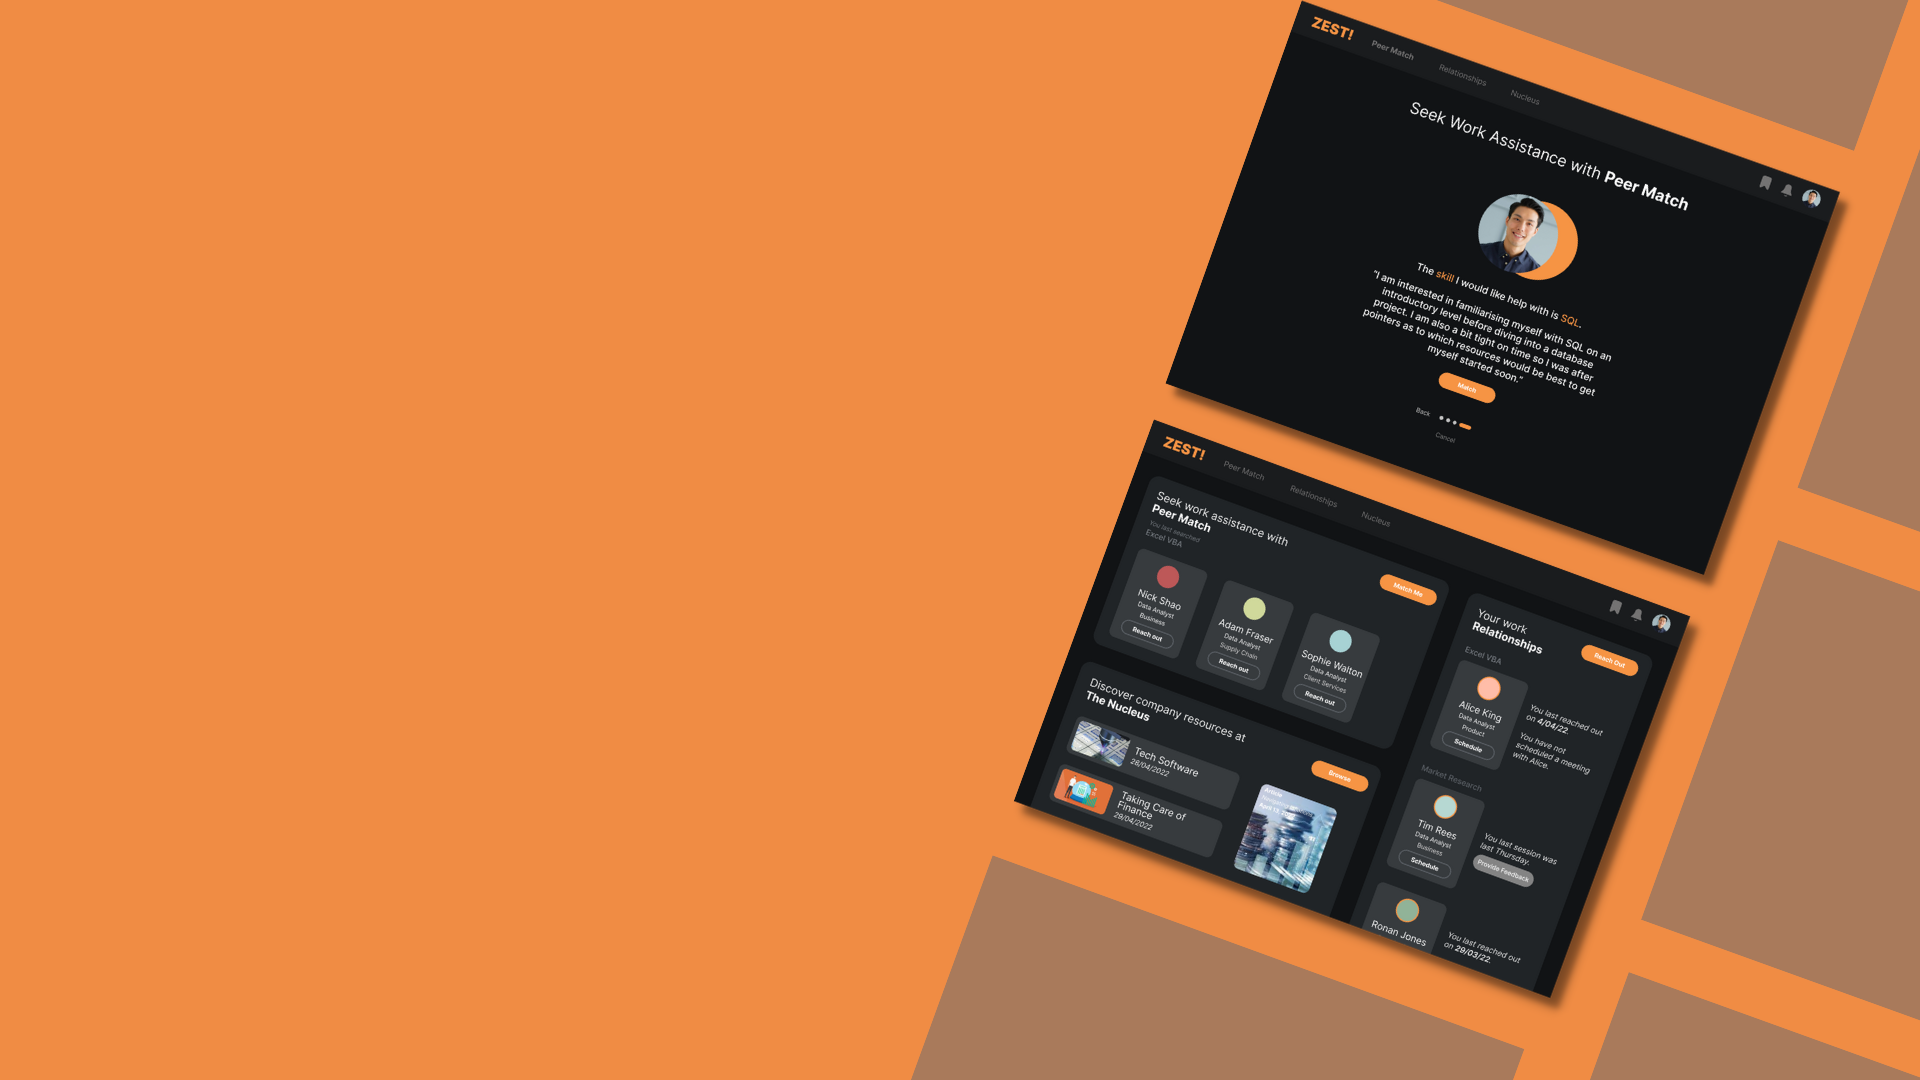 ZEST!
Peer Match
Relationships
Nucleus
Seek Work Assistance with Peer Match
The skill I would like help with is SQL.
"I am interested in familiarising myself with SQL on an
introductory level before diving into a database
project. I am also a bit tight on time so I was after
pointers as to which resources would be best to get
myself started soon."
Match
Back
Cancel
ZEST!
Peer Match
Relationships
Nucleus
Seek work assistance with
Peer Match
You last searched
Excel VBA
Match Me
Nick Shao
Data Analyst
Business
Reach out
Adam Fraser
Data Analyst
Supply Chain
Reach out
Sophie Walton
Data Analyst
Client Services
Reach out
Discover company resources at
The Nucleus
Browse
Tech Software
28/04/2022
Taking Care of
Finance
29/04/2022
Article
April 13, 2022
Your work
Relationships
Reach Out
Excel VBA
Alice King
Data Analyst
Product
Schedule
You last reached out
on 4/04/22.
You have not
scheduled a meeting
with Alice.
Market Research
Tim Rees
Data Analyst
Business
Schedule
You last session was
last Thursday.
Provide Feedback
Ronan Jones
You last reached out
on 29/03/22.